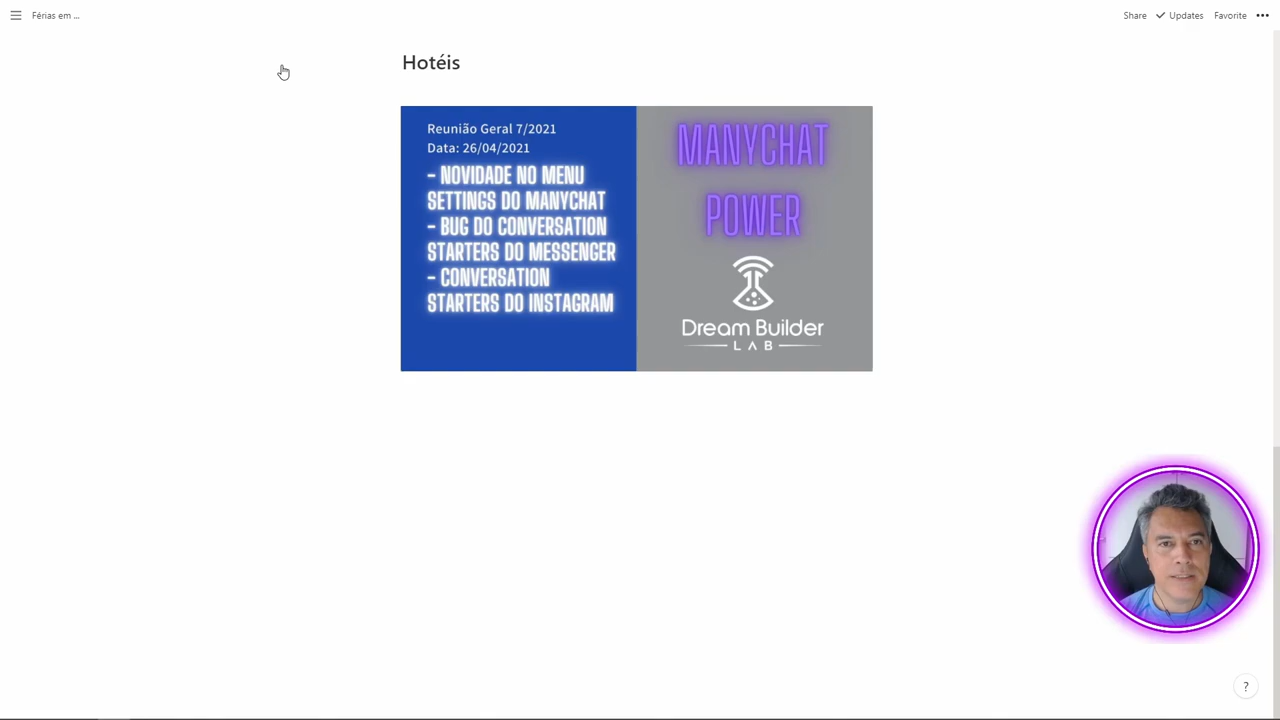 Férias em ...
Share
Updates
Favorite
Hotéis
Reunião Geral 7/2021
Data: 26/04/2021
- NOVIDADE NO MENU
SETTINGS DO MANYCHAT
- BUG DO CONVERSATION
STARTERS DO MESSENGER
- CONVERSATION
STARTERS DO INSTAGRAM
MANYCHAT
POWER
Dream Builder
LAB
?